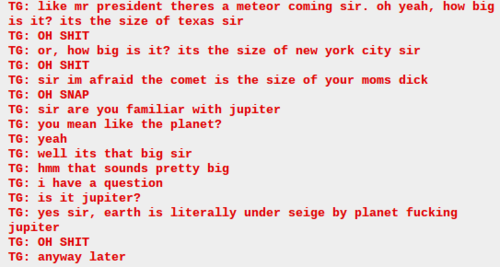 TG: like mr president theres a meteor coming sir. oh yeah, how big
is it? its the size of texas sir
TG: OH SHIT
TG: or, how big is it? its the size of new york city sir
TG: OH SHIT
TG: sir im afraid the comet is the size of your moms dick
TG: OH SNAP
TG: sir are you familiar with jupiter
TG: you mean like the planet?
TG: yeah
TG: well its that big sir
TG: hmm that sounds pretty big
TG: i have a question
TG: is it jupiter?
TG: yes sir, earth is literally under seige by planet fucking
jupiter
TG: OH SHIT
TG: anyway later